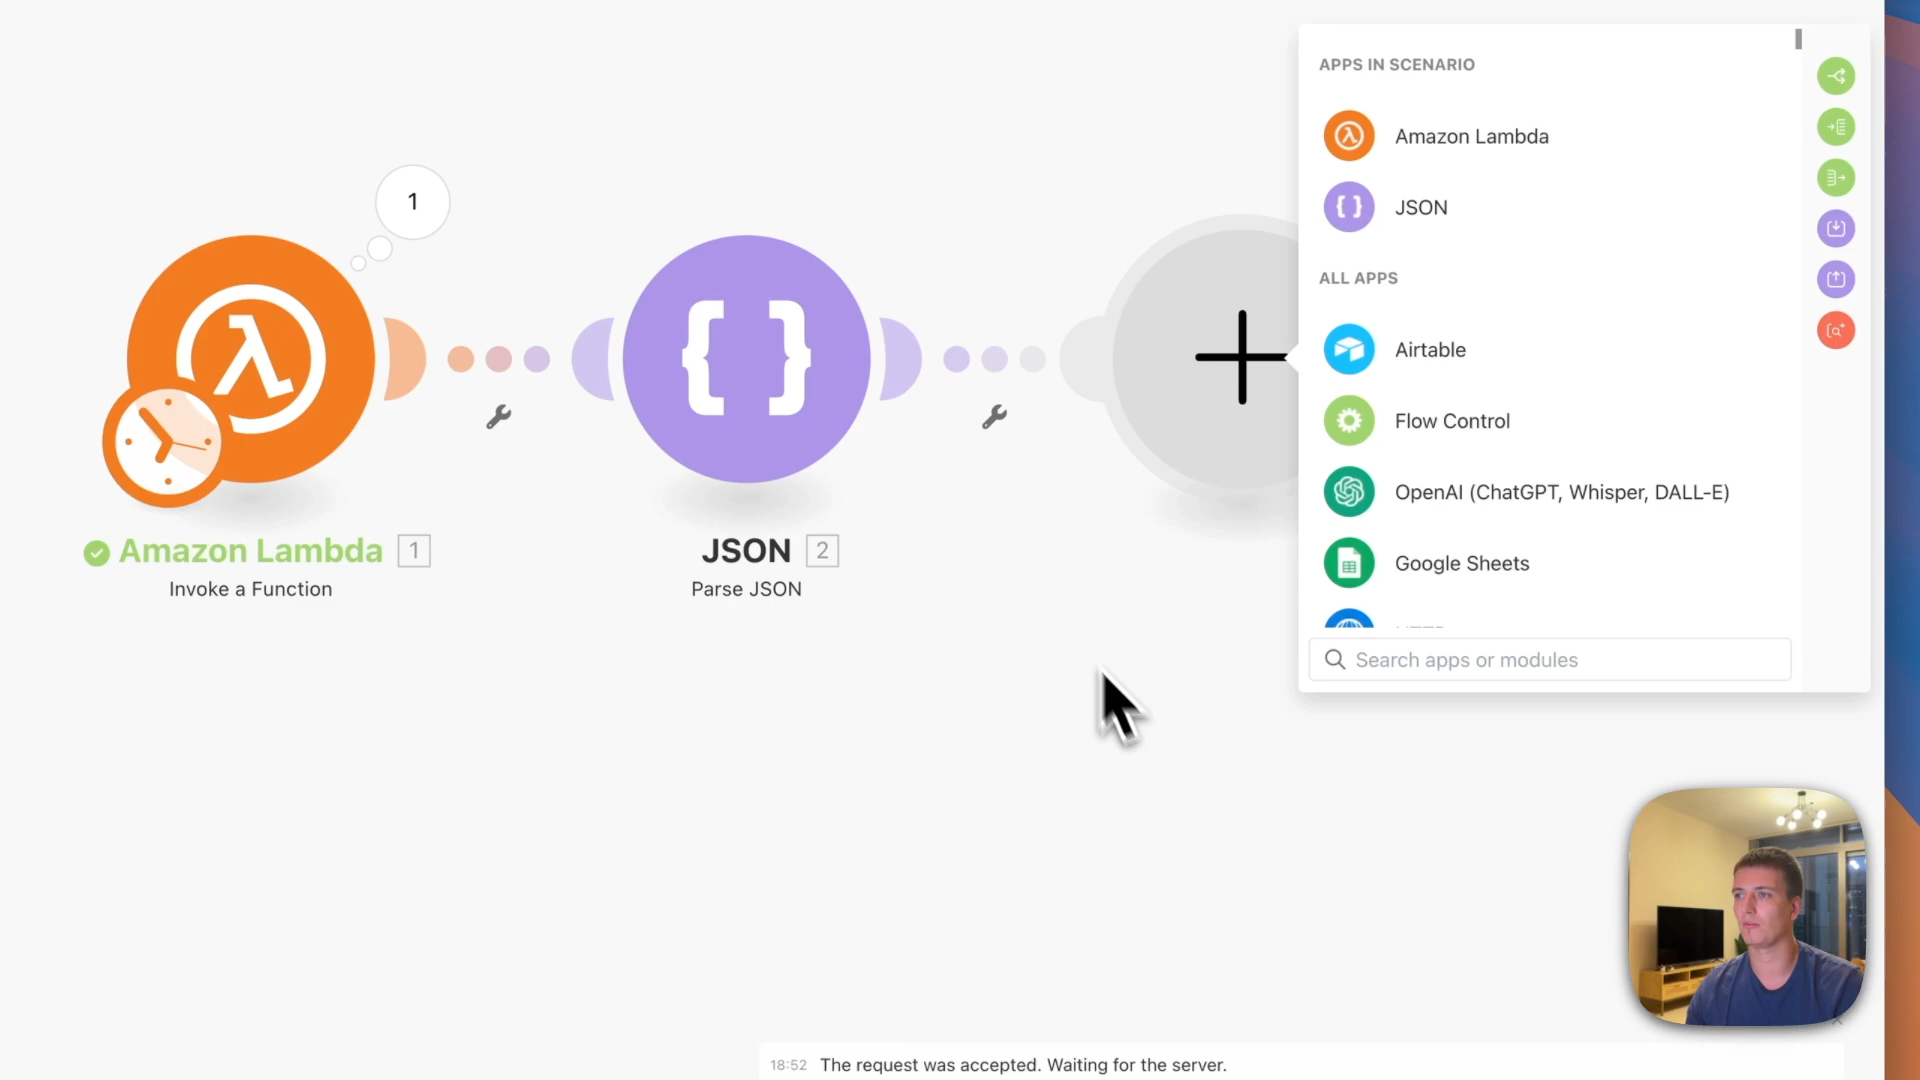 1
Amazon Lambda 1
Invoke a Function
JSON 2
Parse JSON
APPS IN SCENARIO
Amazon Lambda
JSON
ALL APPS
Airtable
Flow Control
OpenAI (ChatGPT, Whisper, DALL-E)
Google Sheets
Search apps or modules
18:52 The request was accepted. Waiting for the server.